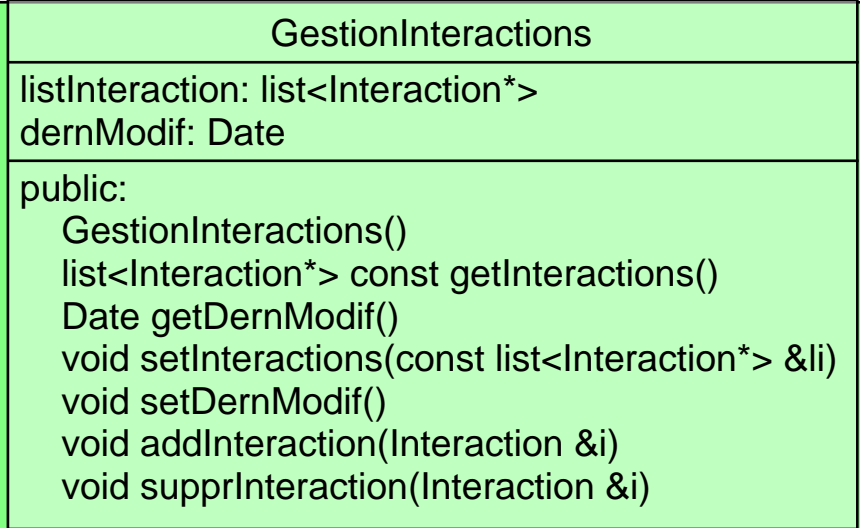 GestionInteractions
listInteraction: list<Interaction*>
dernModif: Date
public:
GestionInteractions()
list<Interaction*> const getInteractions()
Date getDernModif()
void setInteractions(const list<Interaction*> &li)
void setDernModif()
void addInteraction(Interaction &i)
void supprInteraction(Interaction &i)